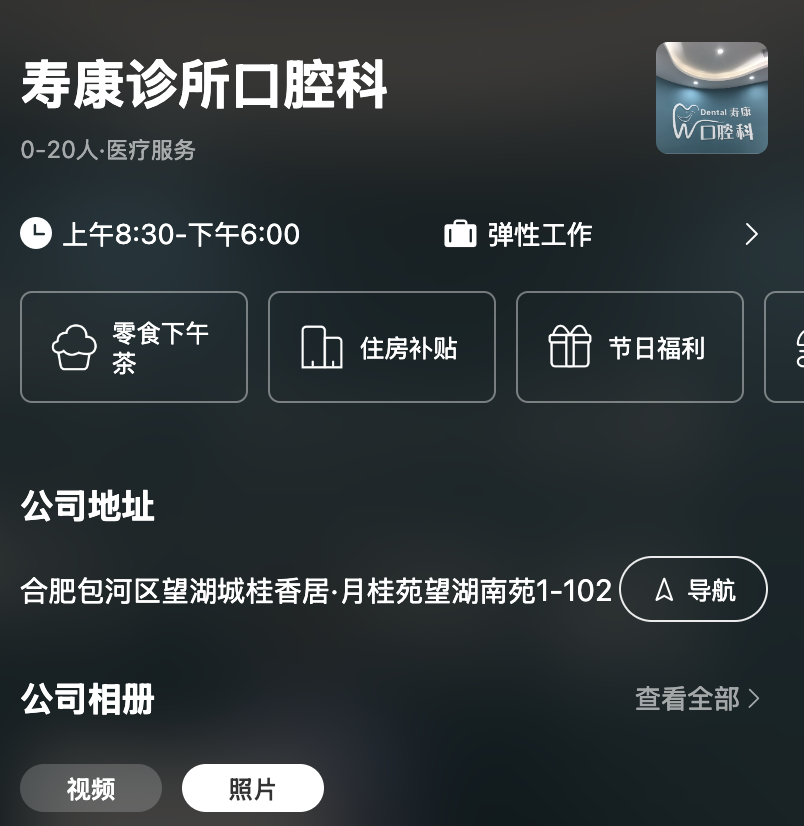 寿康诊所口腔科
0-20人·医疗服务
Dental 寿康
口腔科
上午8:30-下午6:00
弹性工作
零食下午
茶
住房补贴
节日福利
公司地址
合肥包河区望湖城桂香居·月桂苑望湖南苑1-102
导航
公司相册
查看全部
视频
照片